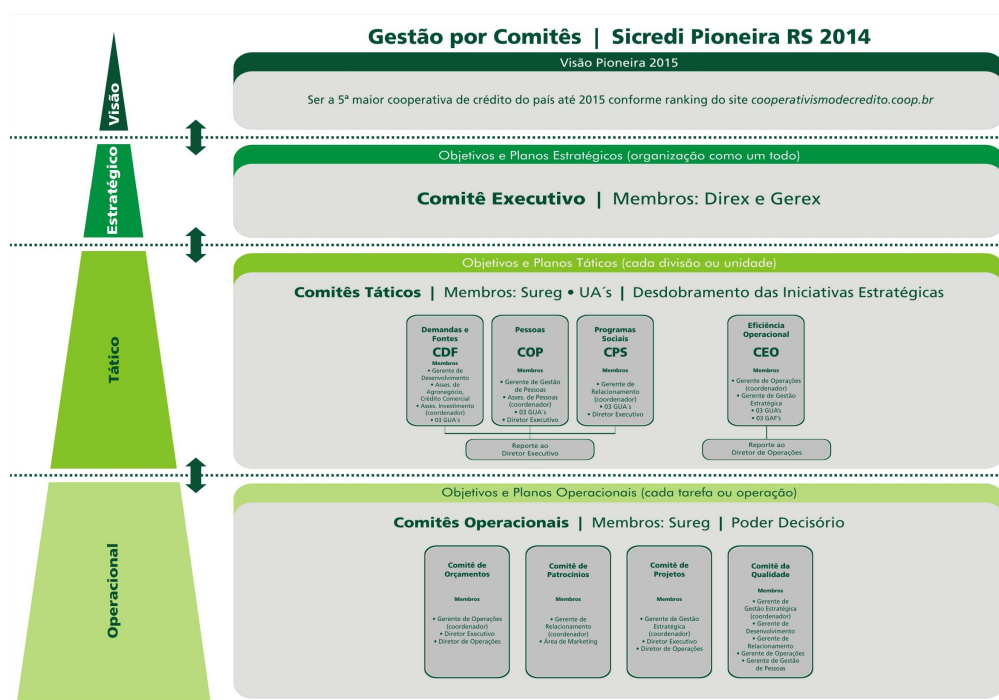 Gestão por Comitês | Sicredi Pioneira RS 2014
Visão
Visão Pioneira 2015
Ser a 5ª maior cooperativa de crédito do país até 2015 conforme ranking do site cooperativismodecredito.coop.br
Estratégico
Objetivos e Planos Estratégicos (organização como um todo)
Comitê Executivo | Membros: Direx e Gerex
Tático
Objetivos e Planos Táticos (cada divisão ou unidade)
Comitês Táticos | Membros: Sureg • UA´s | Desdobramento das Iniciativas Estratégicas
Demandas e
Fontes
CDF
Membros
• Gerente de
Desenvolvimento
• Asses. de
Agronegócio,
Crédito Comercial
• Asses. Investimento
(coordenador)
• 03 GUA´s
Pessoas
COP
Membros
• Gerente de Gestão
de Pessoas
• Asses. de Pessoas
(coordenador)
• 03 GUA´s
• Diretor Executivo
Programas
Sociais
CPS
Membros
• Gerente de
Relacionamento
(coordenador)
• 03 GUA´s
• Diretor Executivo
Reporte ao
Diretor Executivo
Eficiência
Operacional
CEO
Membros
• Gerente de Operações
(coordenador)
• Gerente de Gestão
Estratégica
• 03 GUA's
• 03 GAF's
Reporte ao
Diretor de Operações
Operacional
Objetivos e Planos Operacionais (cada tarefa ou operação)
Comitês Operacionais | Membros: Sureg | Poder Decisório
Comitê de
Orçamentos
Membros
• Gerente de Operações
(coordenador)
• Diretor Executivo
• Diretor de Operações
Comitê de
Patrocínios
Membros
• Gerente de
Relacionamento
(coordenador)
• Área de Marketing
Comitê de
Projetos
Membros
• Gerente de Gestão
Estratégica
(coordenador)
• Diretor Executivo
• Diretor de Operações
Comitê da
Qualidade
Membros
• Gerente de
Gestão Estratégica
(coordenador)
• Gerente de
Desenvolvimento
• Gerente de
Relacionamento
• Gerente de Operações
• Gerente de Gestão
de Pessoas